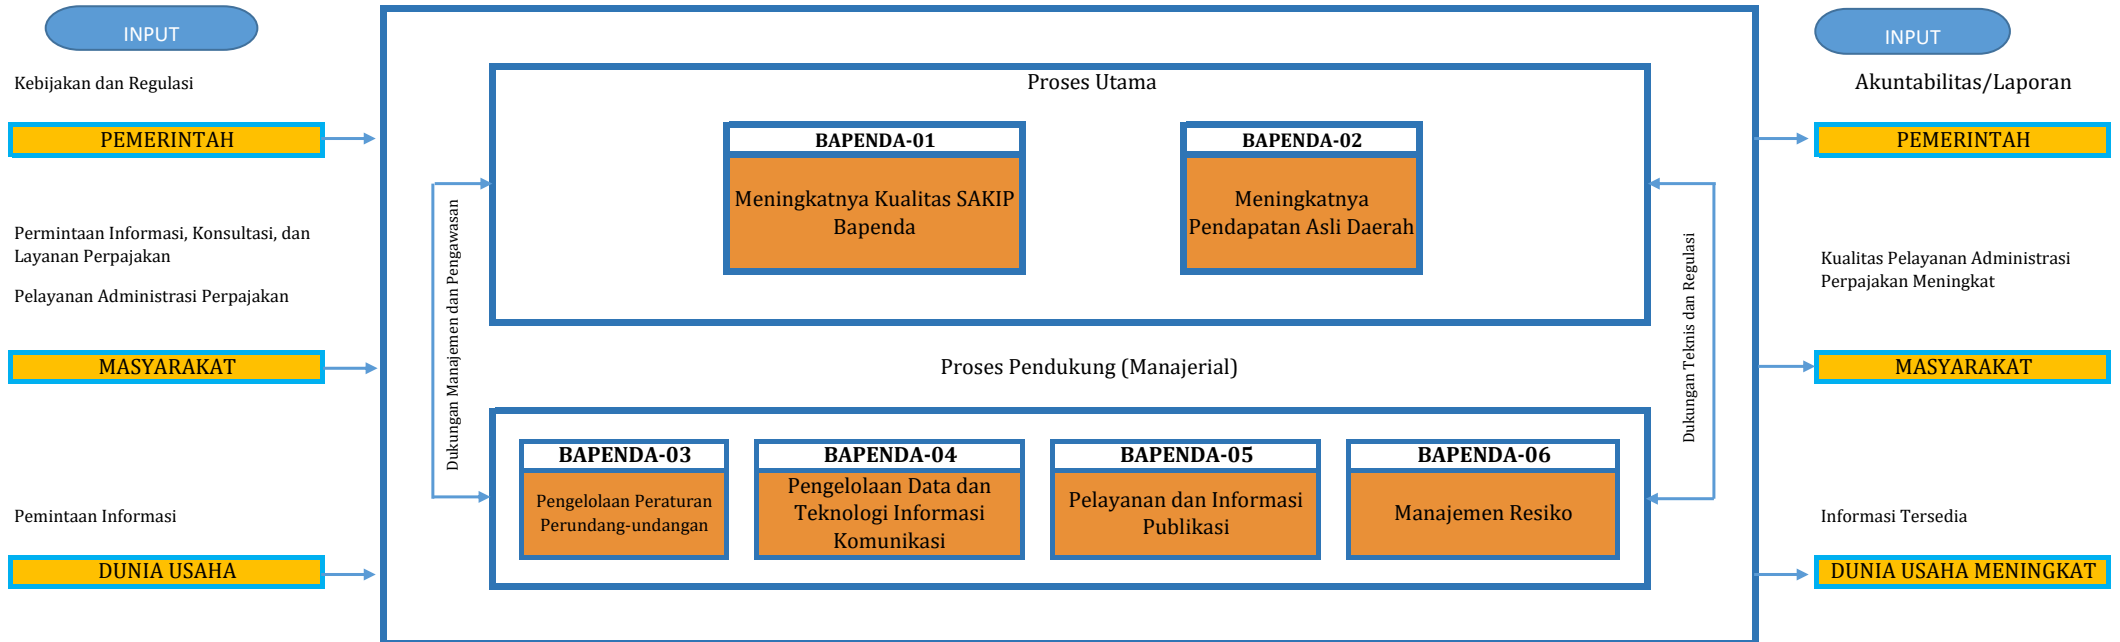 INPUT
Kebijakan dan Regulasi
PEMERINTAH
Permintaan Informasi, Konsultasi, dan
Layanan Perpajakan
Pelayanan Administrasi Perpajakan
MASYARAKAT
Pemintaan Informasi
DUNIA USAHA
Dukungan Manajemen dan Pengawasan
Proses Utama
BAPENDA-01
Meningkatnya Kualitas SAKIP
Bapenda
BAPENDA-02
Meningkatnya
Pendapatan Asli Daerah
Proses Pendukung (Manajerial)
BAPENDA-03
Pengelolaan Peraturan
Perundang-undangan
BAPENDA-04
Pengelolaan Data dan
Teknologi Informasi
Komunikasi
BAPENDA-05
Pelayanan dan Informasi
Publikasi
BAPENDA-06
Manajemen Resiko
Dukungan Teknis dan Regulasi
INPUT
Akuntabilitas/Laporan
PEMERINTAH
Kualitas Pelayanan Administrasi
Perpajakan Meningkat
MASYARAKAT
Informasi Tersedia
DUNIA USAHA MENINGKAT